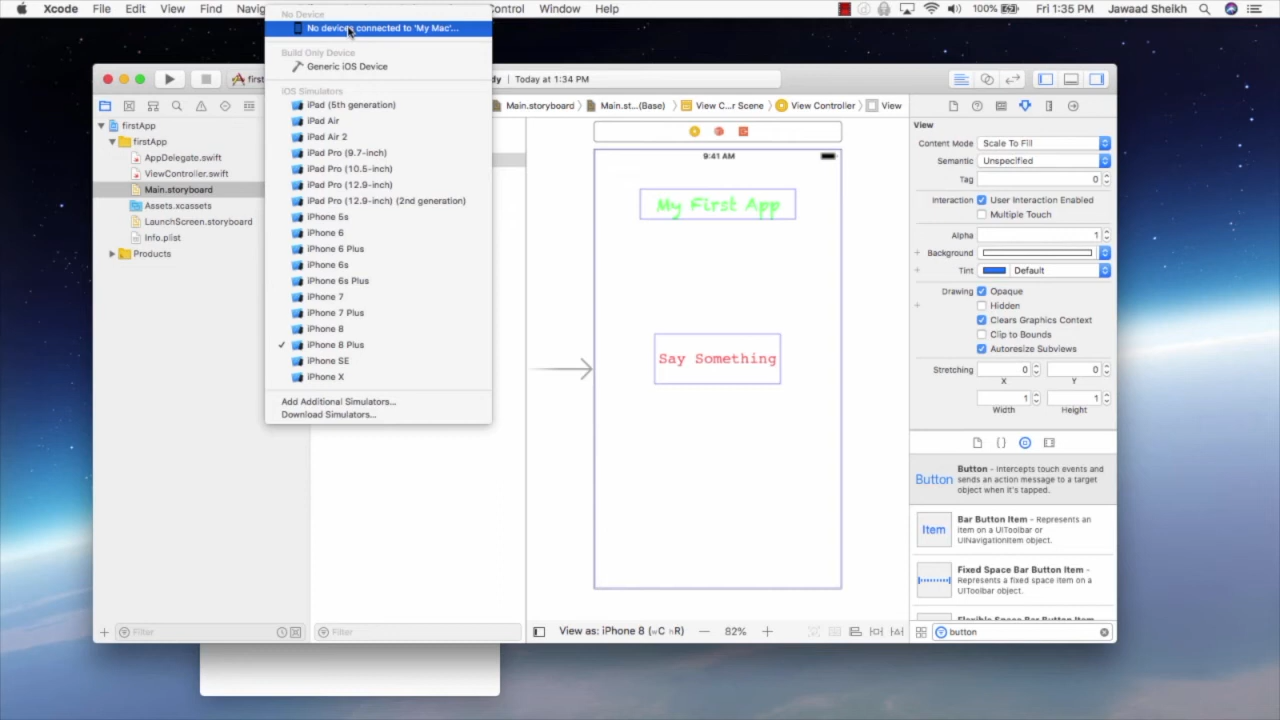 Xcode File Edit View Find Navig ontrol Window Help 100% Fri 1:35 PM Jawaad Sheikh
No Device
No devices connected to 'My Mac'...
Build Only Device
Generic iOS Device
iOS Simulators
iPad (5th generation)
iPad Air
iPad Air 2
iPad Pro (9.7-inch)
iPad Pro (10.5-inch)
iPad Pro (12.9-inch)
iPad Pro (12.9-inch) (2nd generation)
iPhone 5s
iPhone 6
iPhone 6 Plus
iPhone 6s
iPhone 6s Plus
iPhone 7
iPhone 7 Plus
iPhone 8
iPhone 8 Plus
iPhone SE
iPhone X
Add Additional Simulators...
Download Simulators...
first
dy | Today at 1:34 PM
Main.storyboard Main.st...(Base) View C...r Scene View Controller View
firstApp
firstApp
AppDelegate.swift
ViewController.swift
Main.storyboard
Assets.xcassets
LaunchScreen.storyboard
Info.plist
Products
Filter
Filter
9:41 AM
My First App
Say Something
View as: iPhone 8 (wC hR) — 82% +
View
Content Mode Scale To Fill
Semantic Unspecified
Tag 0
Interaction User Interaction Enabled
Multiple Touch
Alpha 1
+ Background
+ Tint Default
Drawing Opaque
+ Hidden
Clears Graphics Context
Clip to Bounds
Autoresize Subviews
Stretching 0 0
X Y
1 1
Width Height
Button
Button - Intercepts touch events and
sends an action message to a target
object when it's tapped.
Item
Bar Button Item - Represents an
item on a UIToolbar or
UINavigationItem object.
Fixed Space Bar Button Item -
Represents a fixed space item on a
UIToolbar object.
Flexible Space Bar Button Item
button